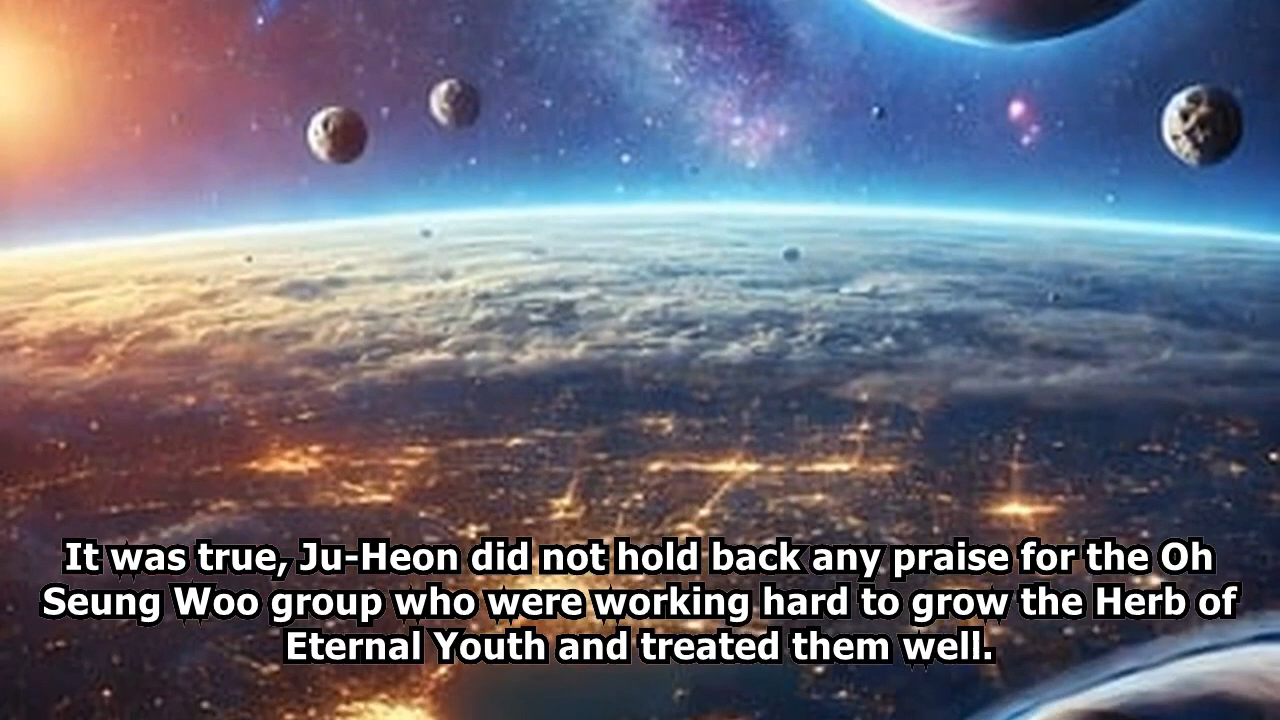 It was true, Ju-Heon did not hold back any praise for the Oh
Seung Woo group who were working hard to grow the Herb of
Eternal Youth and treated them well.